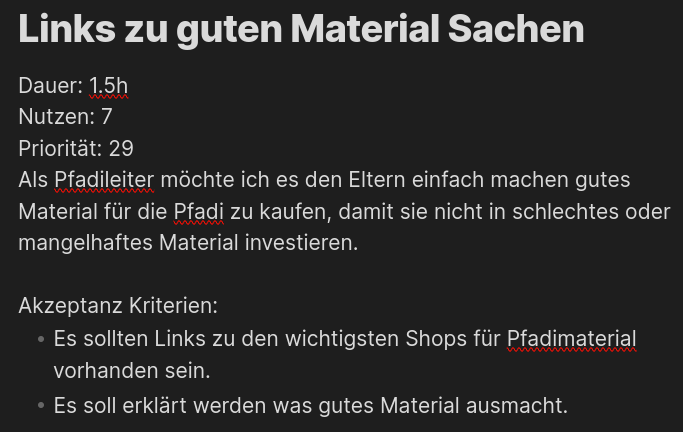 Links zu guten Material Sachen
Dauer: 1.5h
Nutzen: 7
Priorität: 29
Als Pfadileiter möchte ich es den Eltern einfach machen gutes
Material für die Pfadi zu kaufen, damit sie nicht in schlechtes oder
mangelhaftes Material investieren.
Akzeptanz Kriterien:
• Es sollten Links zu den wichtigsten Shops für Pfadimaterial
vorhanden sein.
• Es soll erklärt werden was gutes Material ausmacht.